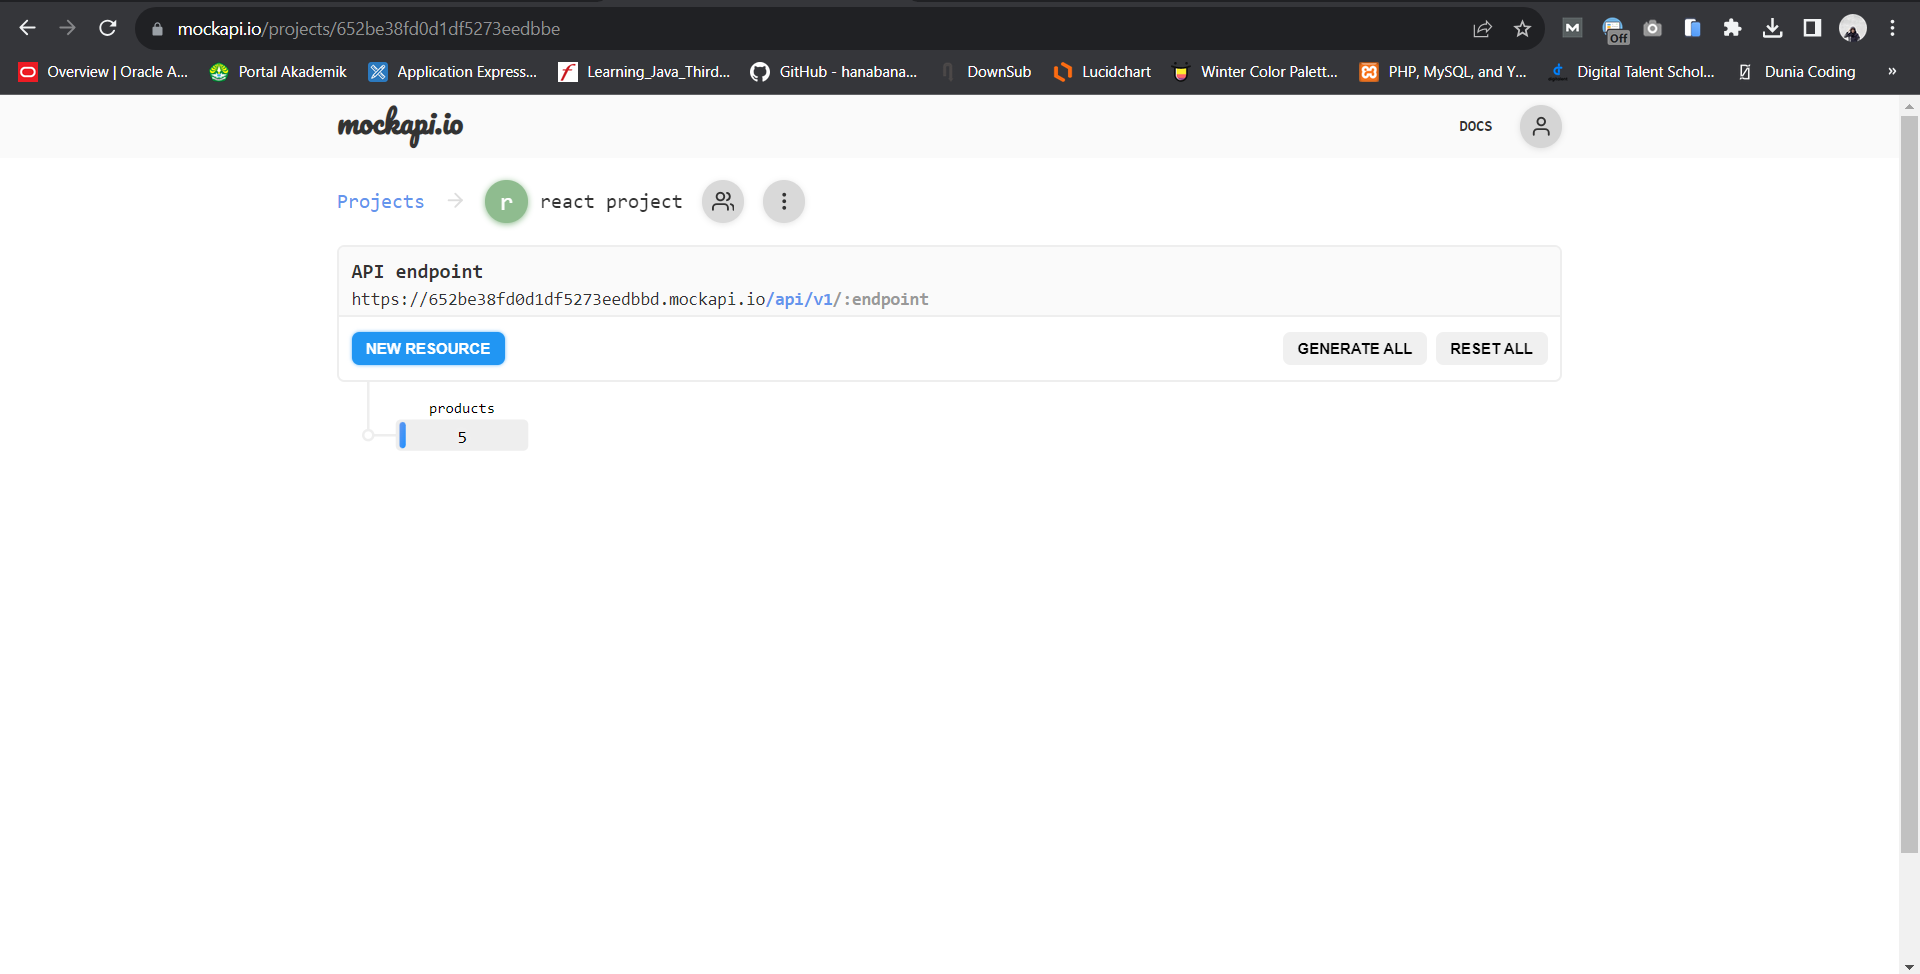 mockapi.io/projects/652be38fd0d1df5273eedbbe
M
Off
Overview | Oracle A...
Portal Akademik
Application Express...
Learning_Java_Third...
GitHub - hanabana...
DownSub
Lucidchart
Winter Color Palett...
PHP, MySQL, and Y...
Digital Talent Schol...
Dunia Coding
»
mockapi.io
DOCS
Projects
r
react project
API endpoint
https://652be38fd0d1df5273eedbbd.mockapi.io/api/v1/:endpoint
NEW RESOURCE
GENERATE ALL
RESET ALL
products
5